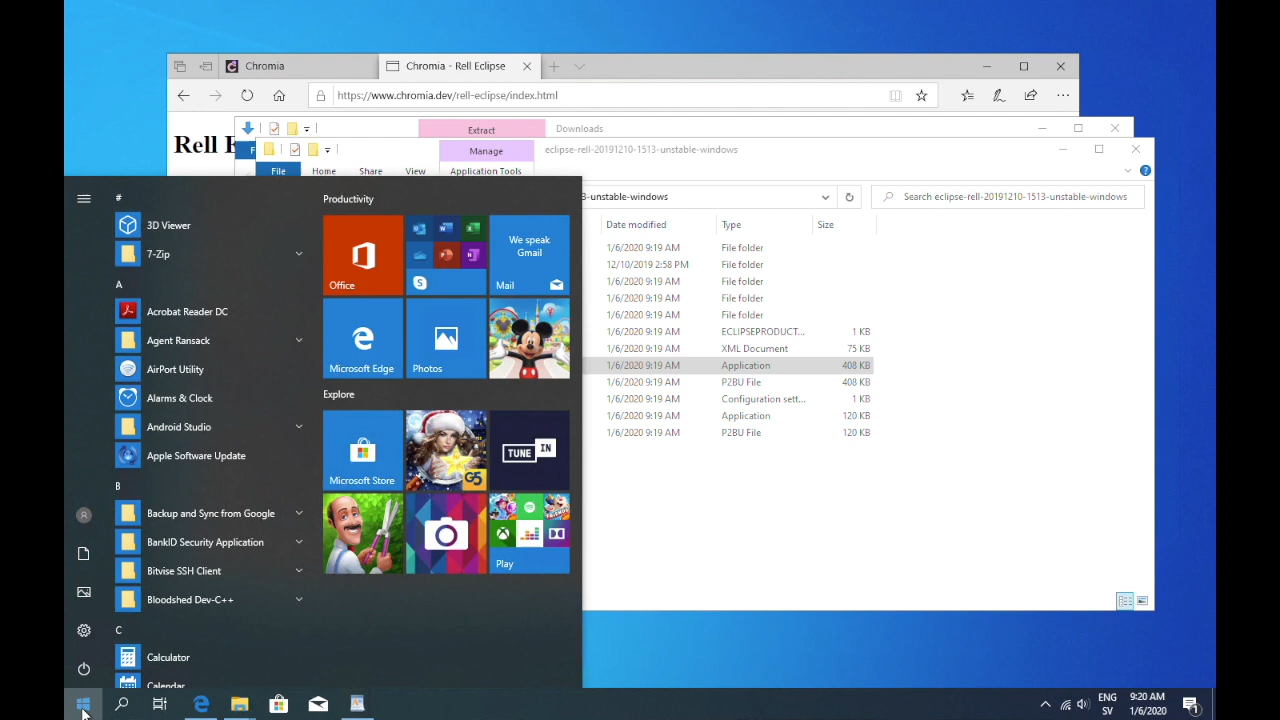 Chromia
Chromia - Rell Eclipse
https://www.chromia.dev/rell-eclipse/index.html
Rell E
Extract
Downloads
F
Manage
eclipse-rell-20191210-1513-unstable-windows
File
Home
Share
View
Application Tools
3-unstable-windows
Search eclipse-rell-20191210-1513-unstable-windows
Date modified
Type
Size
1/6/2020 9:19 AM File folder
12/10/2019 2:58 PM File folder
1/6/2020 9:19 AM File folder
1/6/2020 9:19 AM File folder
1/6/2020 9:19 AM File folder
1/6/2020 9:19 AM ECLIPSEPRODUCT... 1 KB
1/6/2020 9:19 AM XML Document 75 KB
1/6/2020 9:19 AM Application 408 KB
1/6/2020 9:19 AM P2BU File 408 KB
1/6/2020 9:19 AM Configuration sett... 1 KB
1/6/2020 9:19 AM Application 120 KB
1/6/2020 9:19 AM P2BU File 120 KB
#
3D Viewer
7-Zip
A
Acrobat Reader DC
Agent Ransack
AirPort Utility
Alarms & Clock
Android Studio
Apple Software Update
B
Backup and Sync from Google
BankID Security Application
Bitvise SSH Client
Bloodshed Dev-C++
C
Calculator
Calendar
Productivity
Office
We speak
Gmail
Mail
Microsoft Edge
Photos
Explore
Microsoft Store
G5
TUNE IN
Play
ENG
SV
9:20 AM
1/6/2020
1